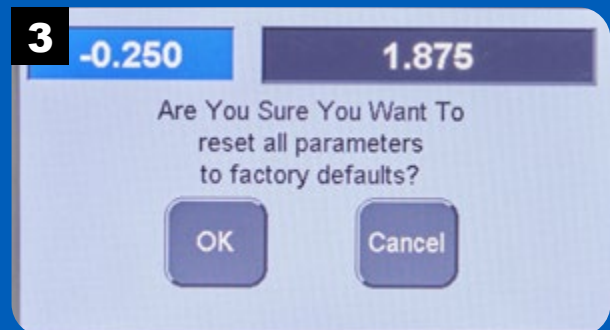 3
-0.250 1.875
Are You Sure You Want To
reset all parameters
to factory defaults?
OK Cancel